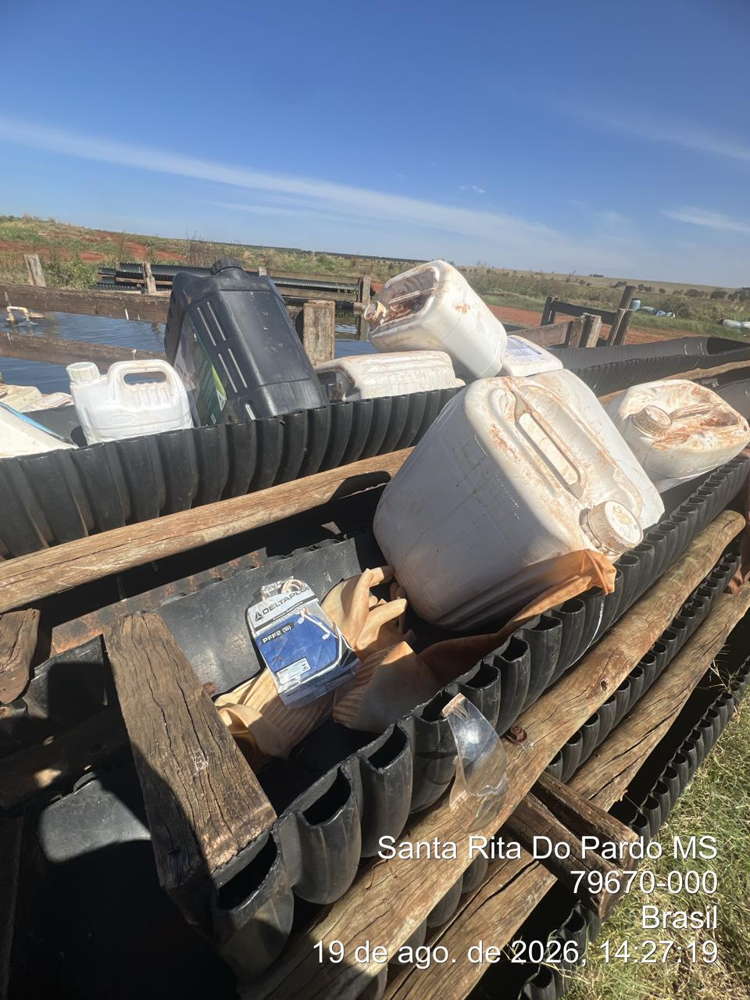 DELTAPLUS
PFF2 (S)
Santa Rita Do Pardo MS
79670-000
Brasil
19 de ago. de 2026, 14:27:19